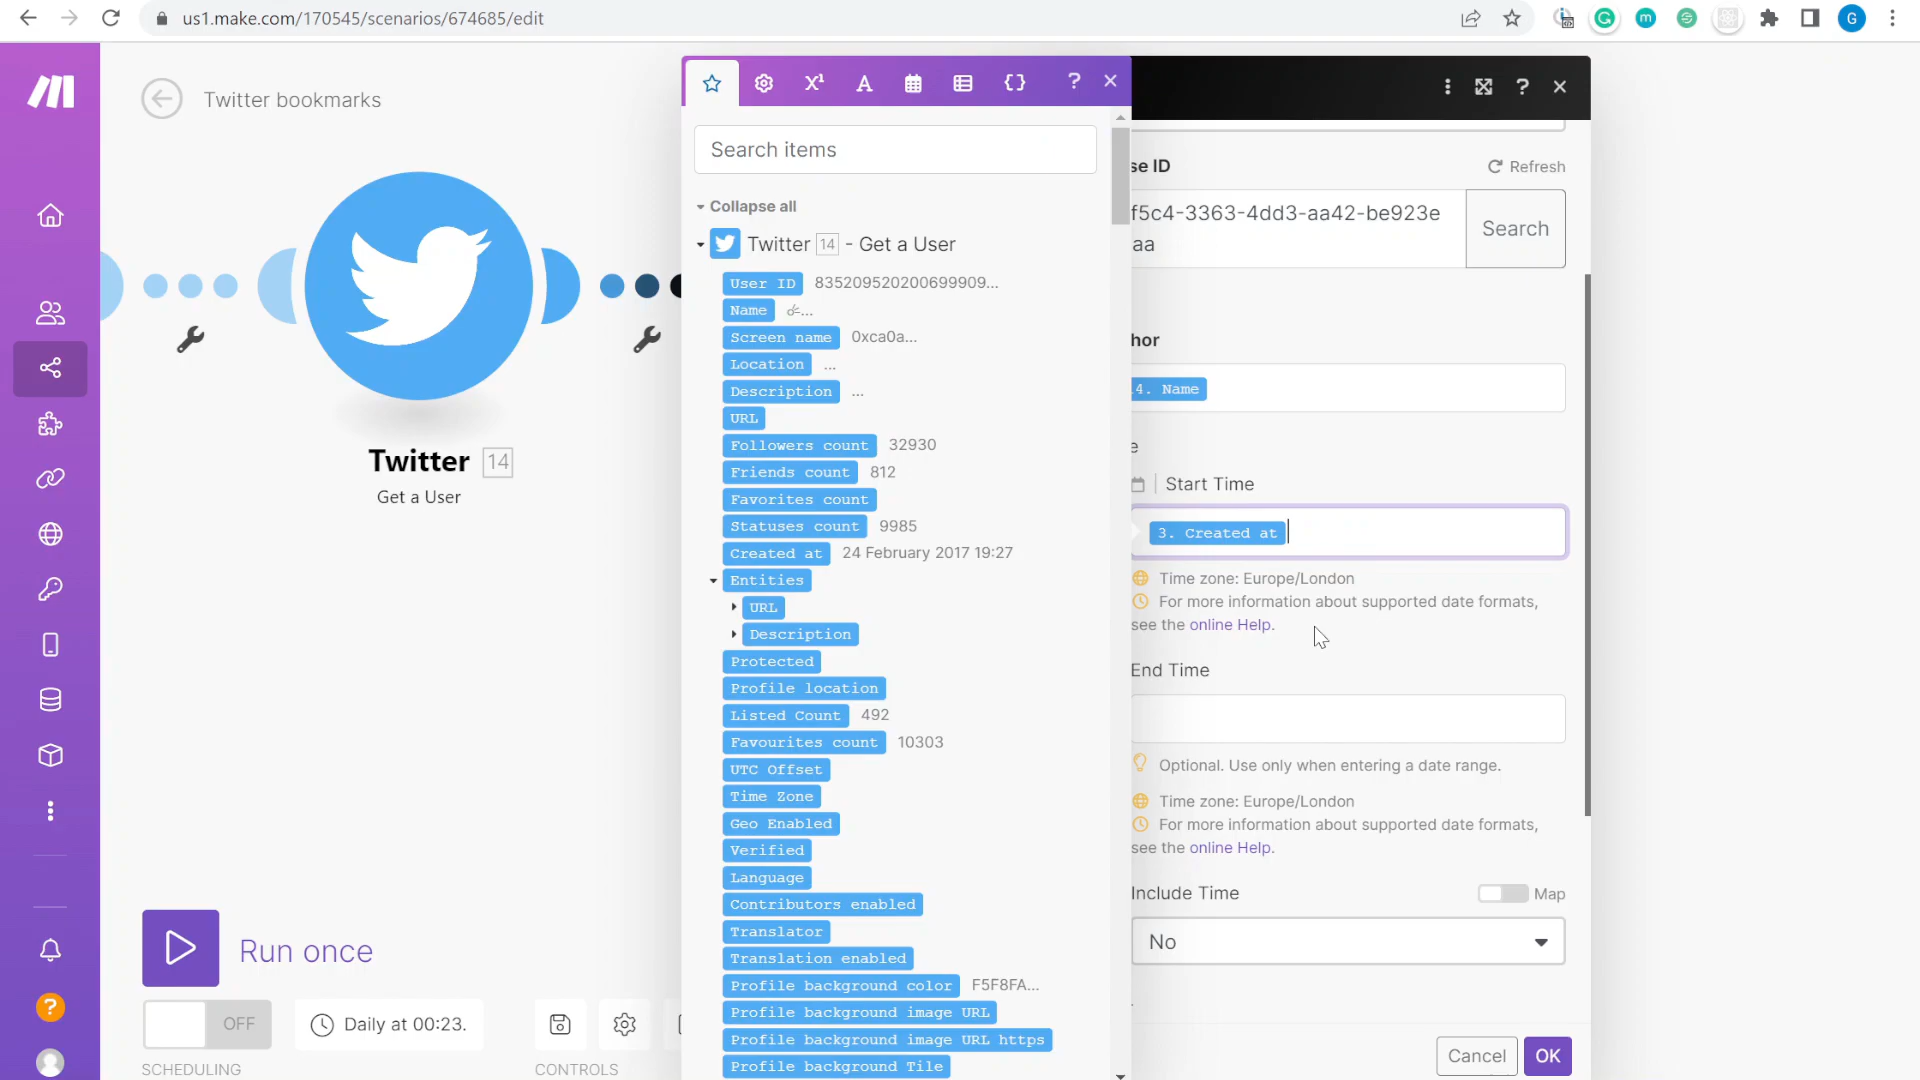 us1.make.com/170545/scenarios/674685/edit
G
m
G
Twitter bookmarks
Twitter 14
Get a User
Run once
OFF
Daily at 00:23.
SCHEDULING
CONTROLS
?
X¹
A
?
Search items
Collapse all
Twitter 14 - Get a User
User ID 835209520200699909...
Name
Screen name 0xca0a...
Location ...
Description ...
URL
Followers count 32930
Friends count 812
Favorites count
Statuses count 9985
Created at 24 February 2017 19:27
Entities
URL
Description
Protected
Profile location
Listed Count 492
Favourites count 10303
UTC Offset
Time Zone
Geo Enabled
Verified
Language
Contributors enabled
Translator
Translation enabled
Profile background color F5F8FA...
Profile background image URL
Profile background image URL https
Profile background Tile
?
se ID
Refresh
f5c4-3363-4dd3-aa42-be923e
aa
Search
hor
4. Name
e
Start Time
3. Created at
Time zone: Europe/London
For more information about supported date formats,
see the online Help.
End Time
Optional. Use only when entering a date range.
Time zone: Europe/London
For more information about supported date formats,
see the online Help.
Include Time
Map
No
Cancel
OK